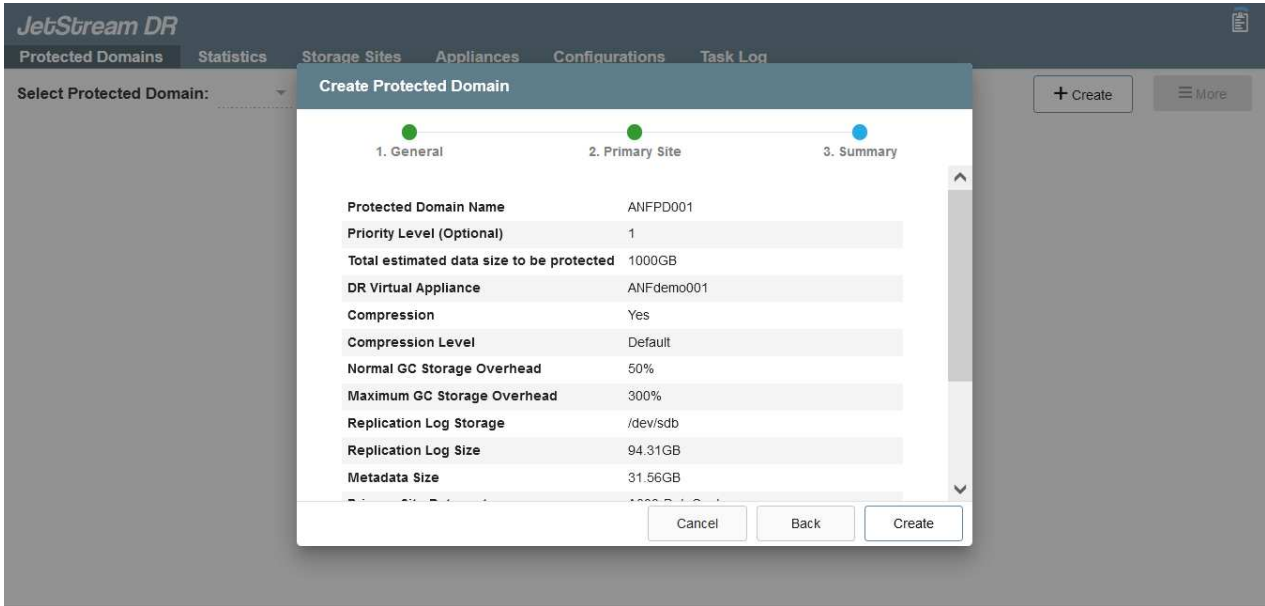 JetStream DR
Protected Domains Statistics Storage Sites Appliances Configurations Task Log
Select Protected Domain:
+ Create
More
Create Protected Domain
1. General 2. Primary Site 3. Summary
Protected Domain Name ANFPD001
Priority Level (Optional) 1
Total estimated data size to be protected 1000GB
DR Virtual Appliance ANFdemo001
Compression Yes
Compression Level Default
Normal GC Storage Overhead 50%
Maximum GC Storage Overhead 300%
Replication Log Storage /dev/sdb
Replication Log Size 94.31GB
Metadata Size 31.56GB
Cancel Back Create